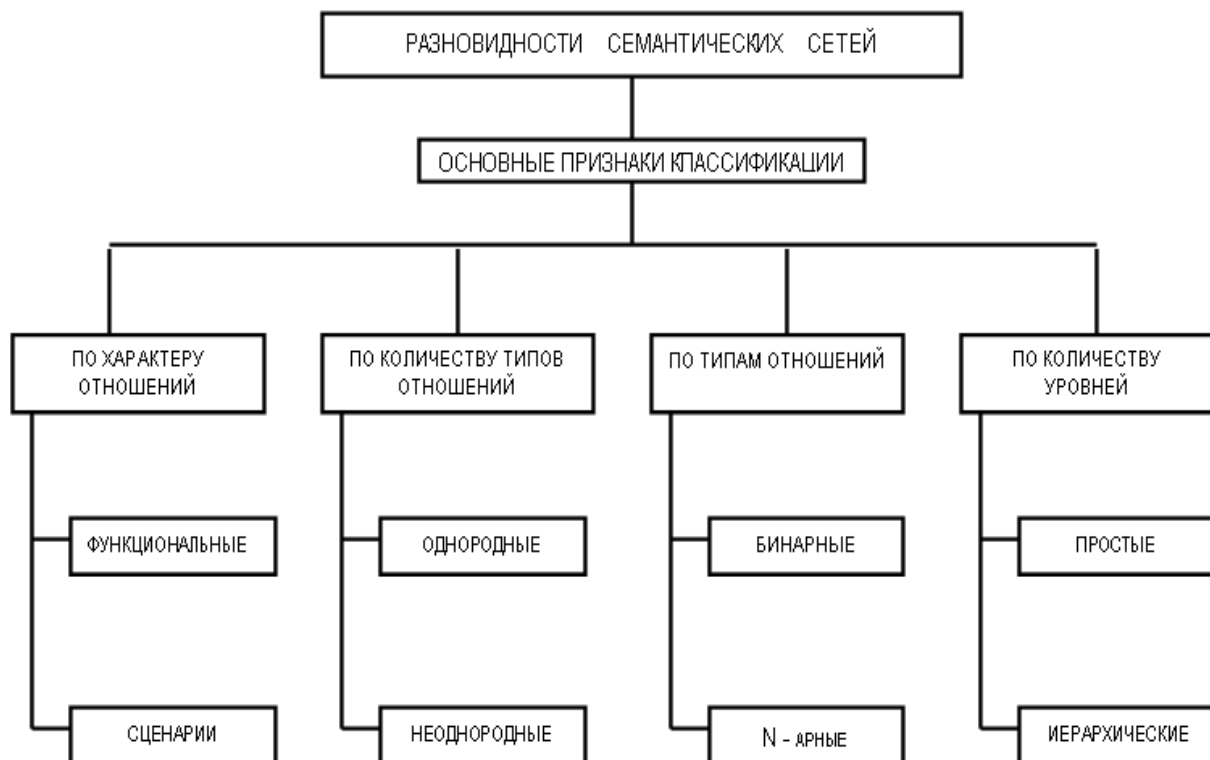 РАЗНОВИДНОСТИ СЕМАНТИЧЕСКИХ СЕТЕЙ
ОСНОВНЫЕ ПРИЗНАКИ КЛАССИФИКАЦИИ
ПО ХАРАКТЕРУ
ОТНОШЕНИЙ
ПО КОЛИЧЕСТВУ ТИПОВ
ОТНОШЕНИЙ
ПО ТИПАМ ОТНОШЕНИЙ
ПО КОЛИЧЕСТВУ
УРОВНЕЙ
ФУНКЦИОНАЛЬНЫЕ
ОДНОРОДНЫЕ
БИНАРНЫЕ
ПРОСТЫЕ
СЦЕНАРИИ
НЕОДНОРОДНЫЕ
N - АРНЫЕ
ИЕРАРХИЧЕСКИЕ